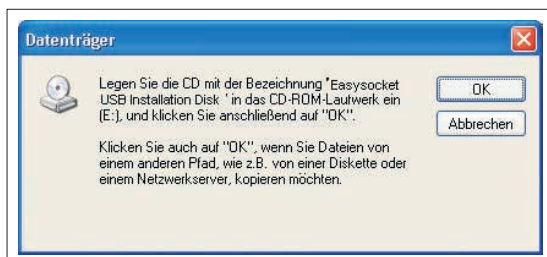 Datenträger
Legen Sie die CD mit der Bezeichnung "Easysocket
USB Installation Disk ' in das CD-ROM-Laufwerk ein
(E:), und klicken Sie anschließend auf "OK".
Klicken Sie auch auf "OK", wenn Sie Dateien von
einem anderen Pfad, wie z.B. von einer Diskette oder
einem Netzwerkserver, kopieren möchten.
OK
Abbrechen